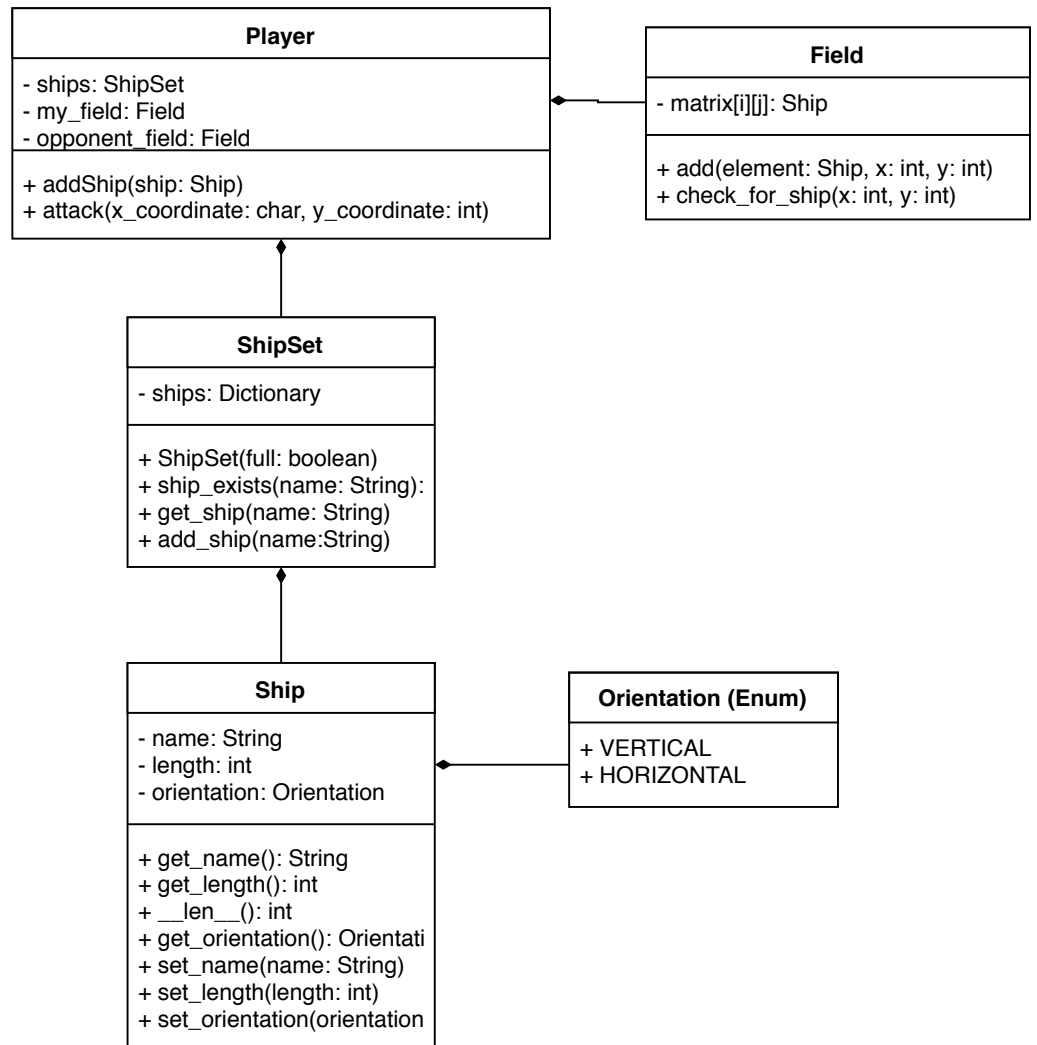 Player
- ships: ShipSet
- my_field: Field
- opponent_field: Field
+ addShip(ship: Ship)
+ attack(x_coordinate: char, y_coordinate: int)
Field
- matrix[i][j]: Ship
+ add(element: Ship, x: int, y: int)
+ check_for_ship(x: int, y: int)
ShipSet
- ships: Dictionary
+ ShipSet(full: boolean)
+ ship_exists(name: String):
+ get_ship(name: String)
+ add_ship(name:String)
Ship
- name: String
- length: int
- orientation: Orientation
+ get_name(): String
+ get_length(): int
+ __len__(): int
+ get_orientation(): Orientati
+ set_name(name: String)
+ set_length(length: int)
+ set_orientation(orientation
Orientation (Enum)
+ VERTICAL
+ HORIZONTAL